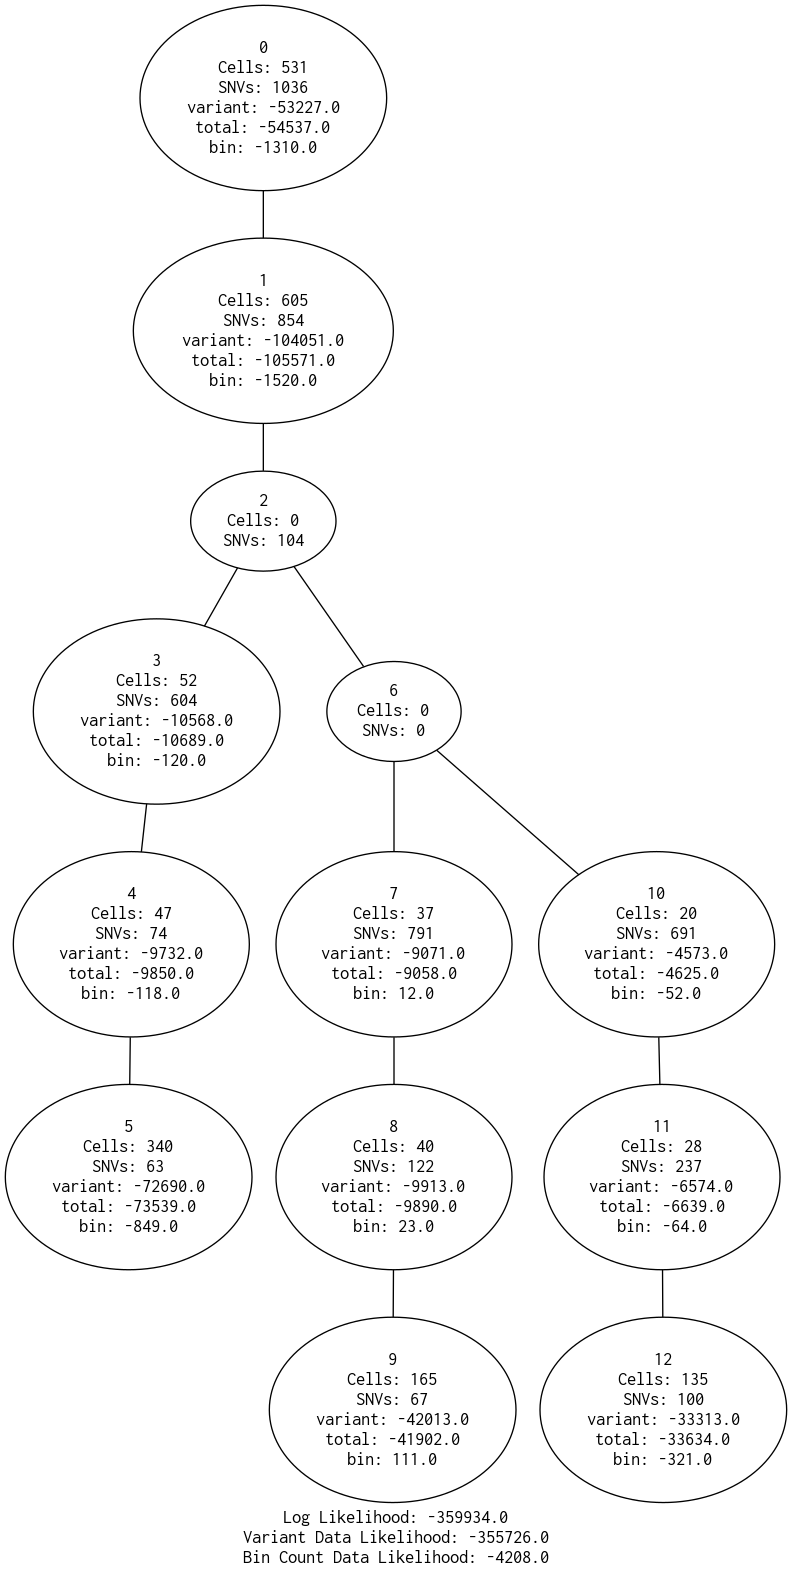 0
Cells: 531
SNVs: 1036
variant: -53227.0
total: -54537.0
bin: -1310.0
1
Cells: 605
SNVs: 854
variant: -104051.0
total: -105571.0
bin: -1520.0
2
Cells: 0
SNVs: 104
3
Cells: 52
SNVs: 604
variant: -10568.0
total: -10689.0
bin: -120.0
6
Cells: 0
SNVs: 0
4
Cells: 47
SNVs: 74
variant: -9732.0
total: -9850.0
bin: -118.0
7
Cells: 37
SNVs: 791
variant: -9071.0
total: -9058.0
bin: 12.0
10
Cells: 20
SNVs: 691
variant: -4573.0
total: -4625.0
bin: -52.0
5
Cells: 340
SNVs: 63
variant: -72690.0
total: -73539.0
bin: -849.0
8
Cells: 40
SNVs: 122
variant: -9913.0
total: -9890.0
bin: 23.0
11
Cells: 28
SNVs: 237
variant: -6574.0
total: -6639.0
bin: -64.0
9
Cells: 165
SNVs: 67
variant: -42013.0
total: -41902.0
bin: 111.0
12
Cells: 135
SNVs: 100
variant: -33313.0
total: -33634.0
bin: -321.0
Log Likelihood: -359934.0
Variant Data Likelihood: -355726.0
Bin Count Data Likelihood: -4208.0